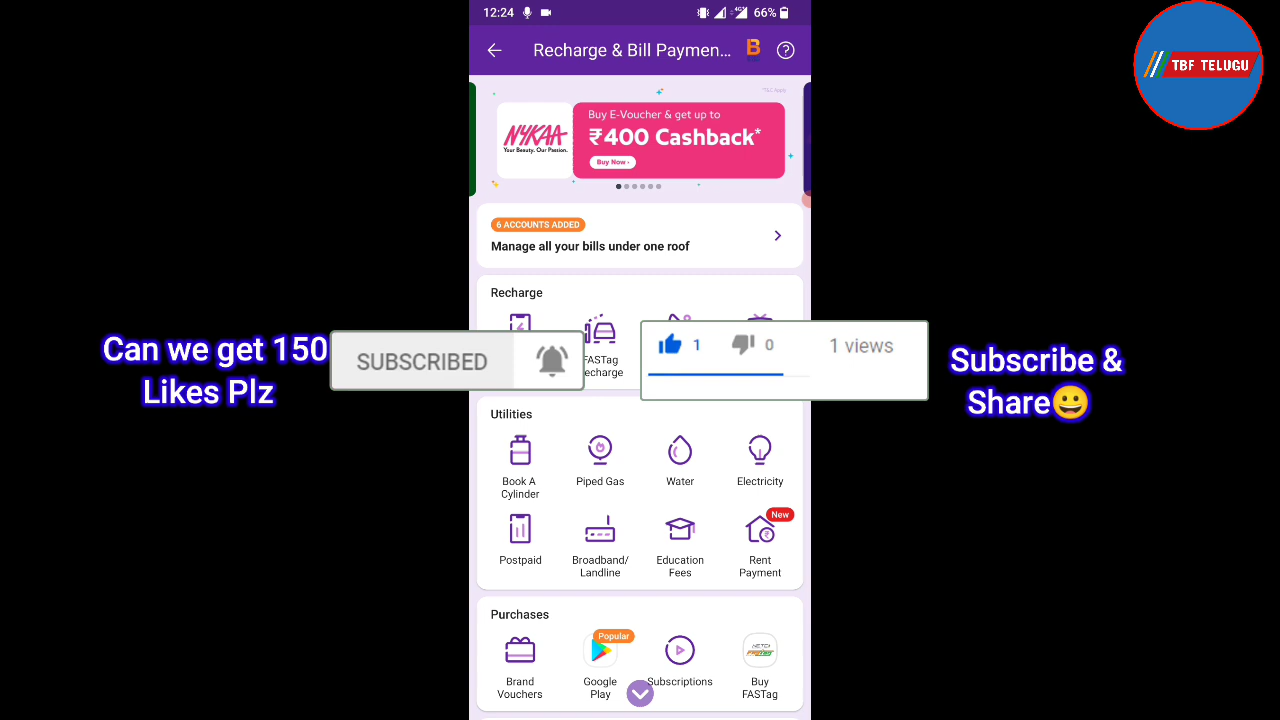 12:24
4G
66%
Recharge & Bill Paymen...
B
TBF TELUGU
T&C Apply
NYKAA
Your Beauty. Our Passion.
Buy E-Voucher & get up to
₹400 Cashback*
Buy Now ›
6 ACCOUNTS ADDED
Manage all your bills under one roof
Recharge
FASTag
echarge
Can we get 150
Likes Plz
SUBSCRIBED
1
0
1 views
Subscribe &
Share😀
Utilities
Book A
Cylinder
Piped Gas
Water
Electricity
Postpaid
Broadband/
Landline
Education
Fees
New
Rent
Payment
Purchases
Brand
Vouchers
Popular
Google
Play
Subscriptions
Buy
FASTag